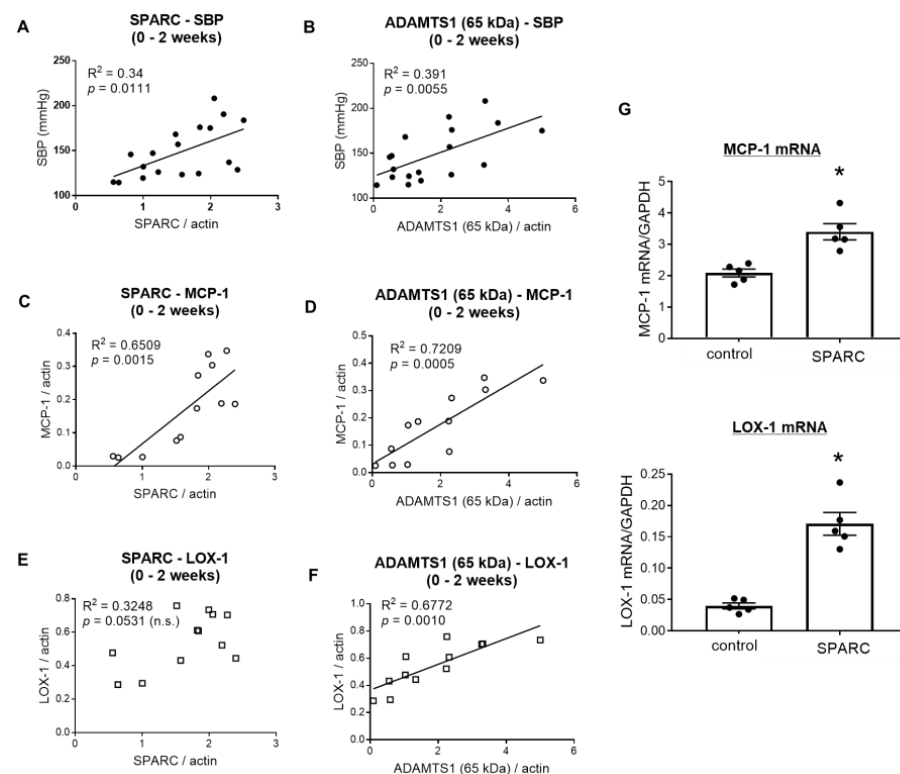 A
SPARC - SBP
(0 - 2 weeks)
R² = 0.34
p = 0.0111
SBP (mmHg)
250
200
150
100
0
1
2
3
SPARC / actin
B
ADAMTS1 (65 kDa) - SBP
(0 - 2 weeks)
R² = 0.391
p = 0.0055
SBP (mmHg)
250
200
150
100
0
2
4
6
ADAMTS1 (65 kDa) / actin
C
SPARC - MCP-1
(0 - 2 weeks)
R² = 0.6509
p = 0.0015
MCP-1 / actin
0.4
0.3
0.2
0.1
0.0
0
1
2
3
SPARC / actin
D
ADAMTS1 (65 kDa) - MCP-1
(0 - 2 weeks)
R² = 0.7209
p = 0.0005
MCP-1 / actin
0.5
0.4
0.3
0.2
0.1
0.0
0
2
4
6
ADAMTS1 (65 kDa) / actin
E
SPARC - LOX-1
(0 - 2 weeks)
R² = 0.3248
p = 0.0531 (n.s.)
LOX-1 / actin
0.8
0.6
0.4
0.2
0.0
0
1
2
3
SPARC / actin
F
ADAMTS1 (65 kDa) - LOX-1
(0 - 2 weeks)
R² = 0.6772
p = 0.0010
LOX-1 / actin
1.0
0.8
0.6
0.4
0.2
0.0
0
2
4
6
ADAMTS1 (65 kDa) / actin
G
MCP-1 mRNA
*
MCP-1 mRNA/GAPDH
5
4
3
2
1
0
control
SPARC
LOX-1 mRNA
*
LOX-1 mRNA/GAPDH
0.25
0.20
0.15
0.10
0.05
0.00
control
SPARC